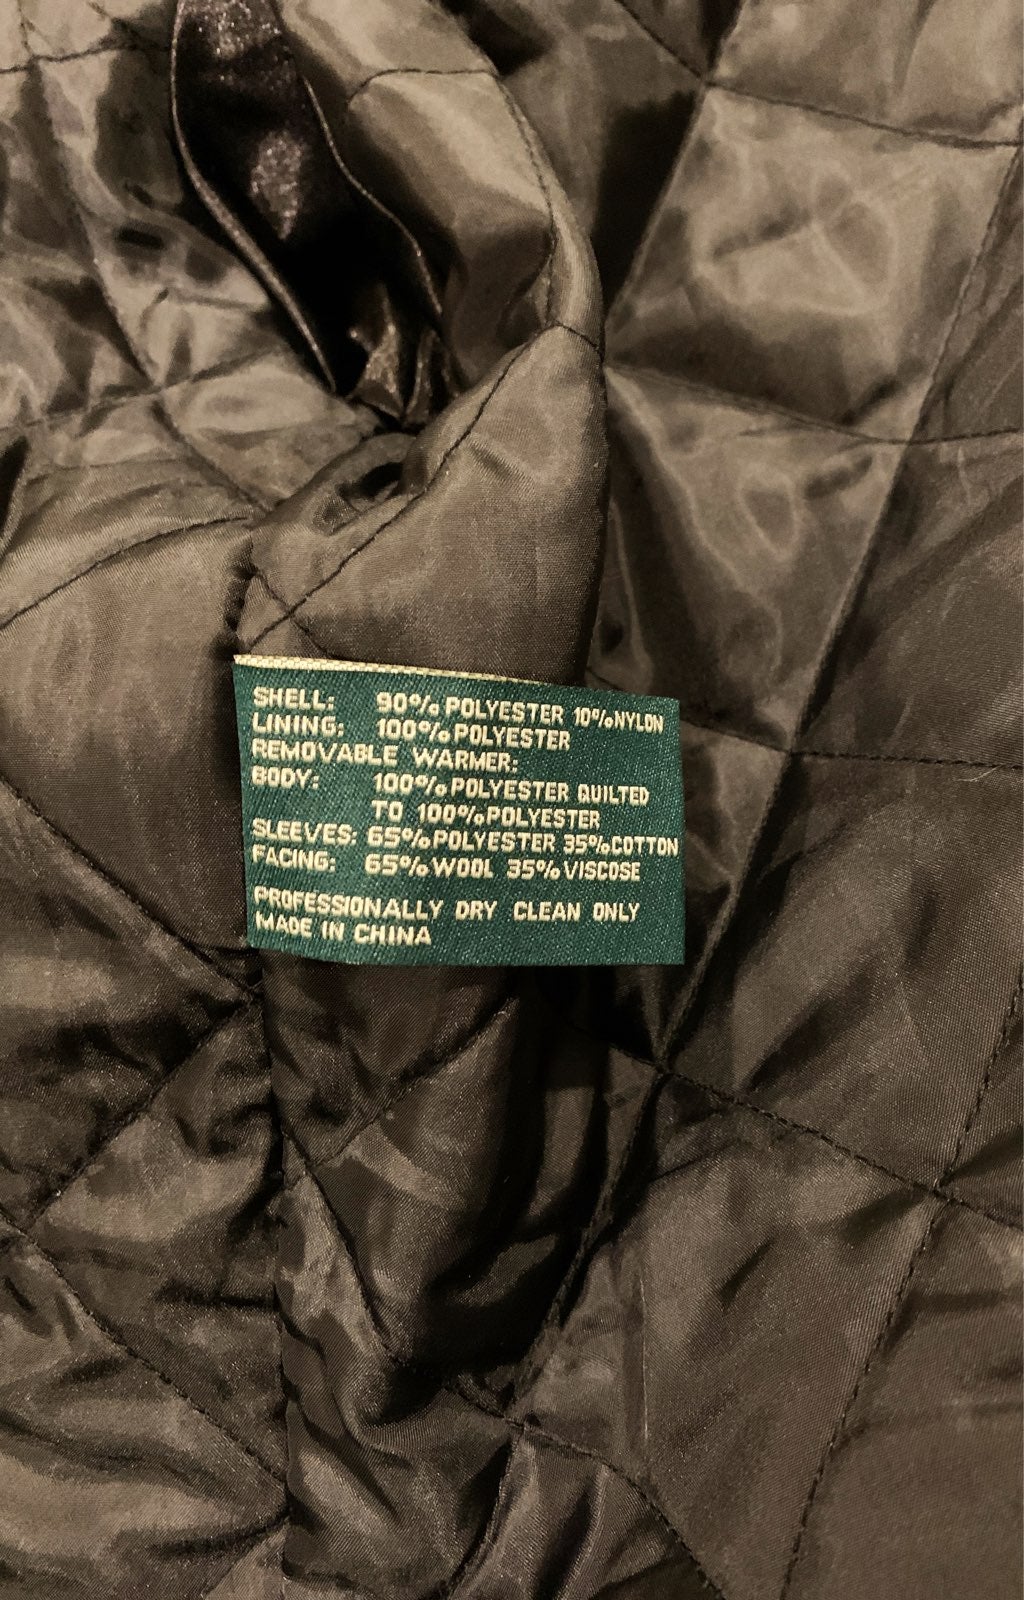 SHELL: 90% POLYESTER 10% NYLON
LINING: 100% POLYESTER
REMOVABLE WARMER:
BODY: 100% POLYESTER QUILTED
TO 100% POLYESTER
SLEEVES: 65% POLYESTER 35% COTTON
FACING: 65% WOOL 35% VISCOSE
PROFESSIONALLY DRY CLEAN ONLY
MADE IN CHINA